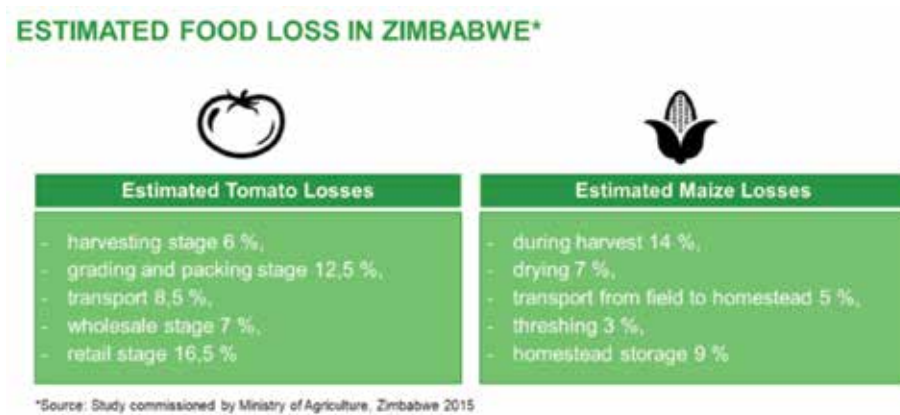 ESTIMATED FOOD LOSS IN ZIMBABWE*
Estimated Tomato Losses
- harvesting stage 6 %,
- grading and packing stage 12,5 %,
- transport 8,5 %,
- wholesale stage 7 %,
- retail stage 16,5 %
Estimated Maize Losses
- during harvest 14 %,
- drying 7 %,
- transport from field to homestead 5 %,
- threshing 3 %,
- homestead storage 9 %
*Source: Study commissioned by Ministry of Agriculture, Zimbabwe 2015